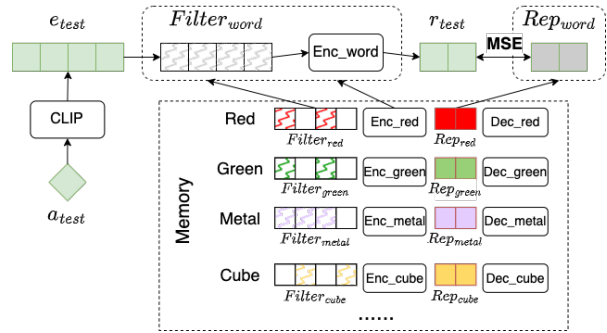 e_test Filter_word r_test Rep_word
Enc_word MSE
CLIP
a_test
Memory
Red Enc_red Dec_red
Filter_red Rep_red
Green Enc_green Dec_green
Filter_green Rep_green
Metal Enc_metal Dec_metal
Filter_metal Rep_metal
Cube Enc_cube Dec_cube
Filter_cube Rep_cube
......